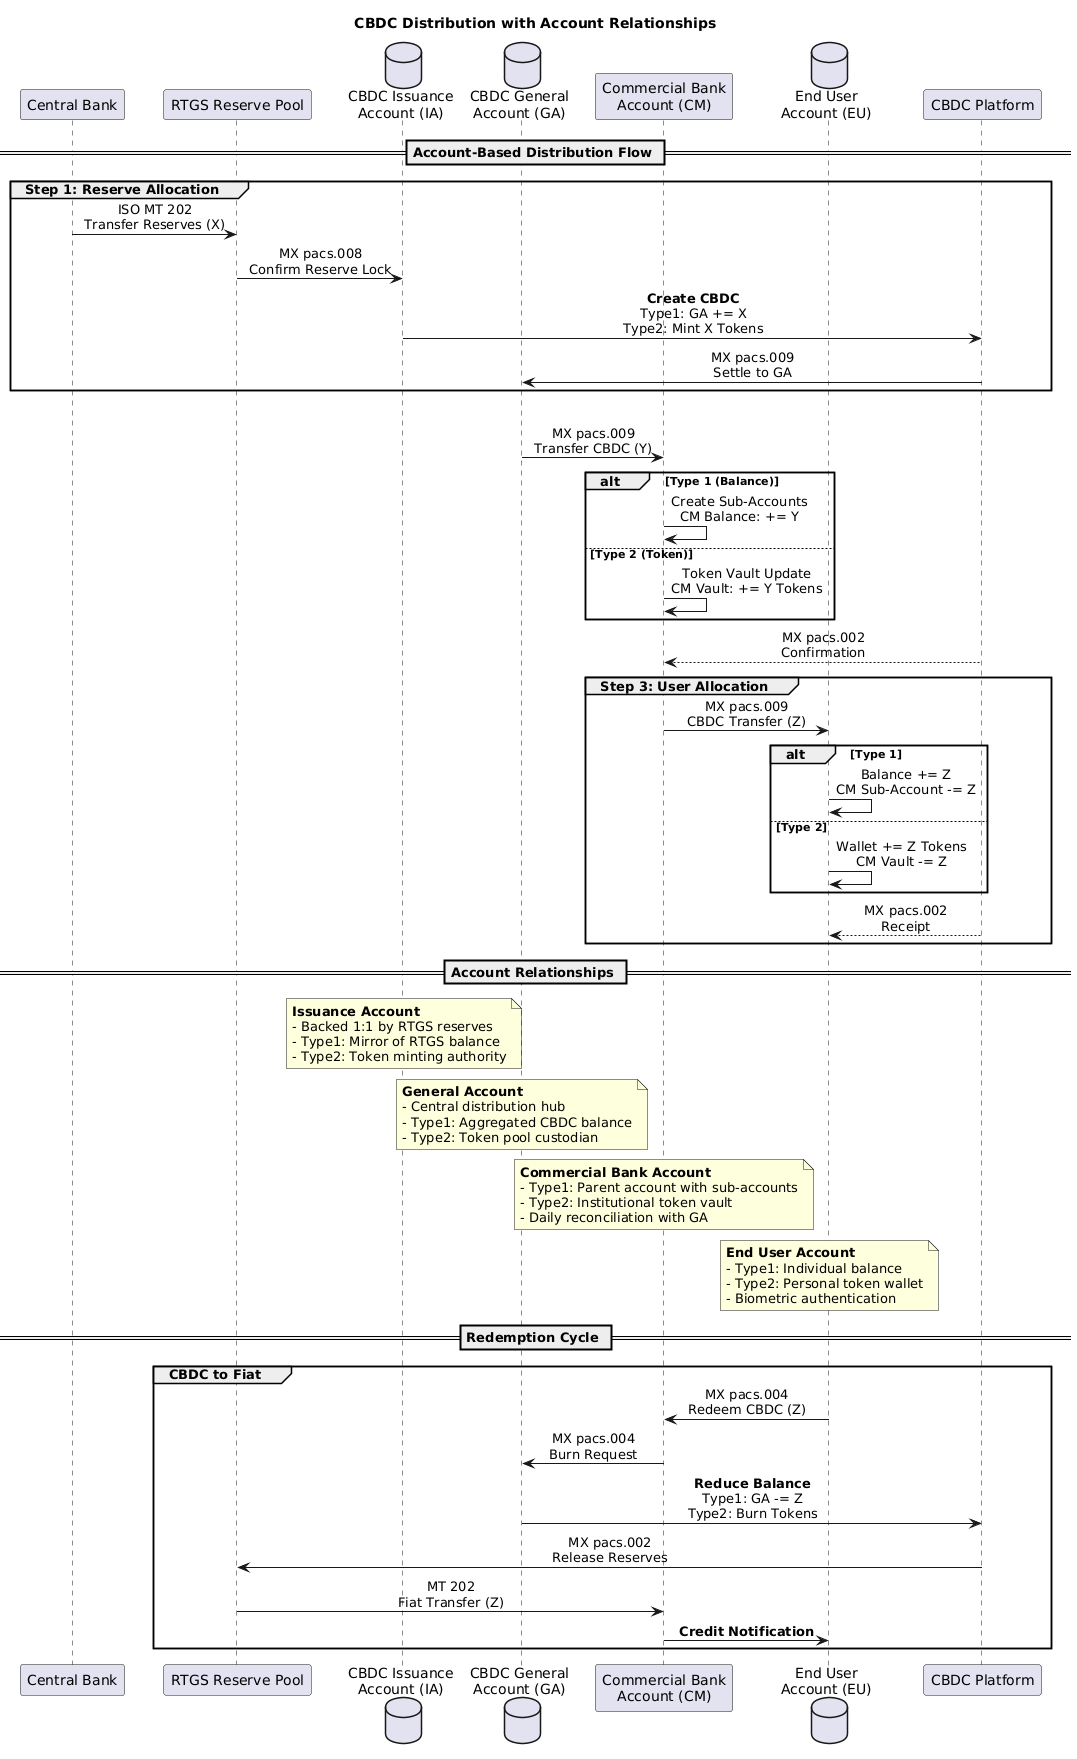 CBDC Distribution with Account Relationships
Central Bank
RTGS Reserve Pool
CBDC Issuance
Account (IA)
CBDC General
Account (GA)
Commercial Bank
Account (CM)
End User
Account (EU)
CBDC Platform
Account-Based Distribution Flow
Step 1: Reserve Allocation
ISO MT 202
Transfer Reserves (X)
MX pacs.008
Confirm Reserve Lock
Create CBDC
Type1: GA += X
Type2: Mint X Tokens
MX pacs.009
Settle to GA
MX pacs.009
Transfer CBDC (Y)
alt
[Type 1 (Balance)]
Create Sub-Accounts
CM Balance: += Y
[Type 2 (Token)]
Token Vault Update
CM Vault: += Y Tokens
MX pacs.002
Confirmation
Step 3: User Allocation
MX pacs.009
CBDC Transfer (Z)
alt
[Type 1]
Balance += Z
CM Sub-Account -= Z
[Type 2]
Wallet += Z Tokens
CM Vault -= Z
MX pacs.002
Receipt
Account Relationships
Issuance Account
- Backed 1:1 by RTGS reserves
- Type1: Mirror of RTGS balance
- Type2: Token minting authority
General Account
- Central distribution hub
- Type1: Aggregated CBDC balance
- Type2: Token pool custodian
Commercial Bank Account
- Type1: Parent account with sub-accounts
- Type2: Institutional token vault
- Daily reconciliation with GA
End User Account
- Type1: Individual balance
- Type2: Personal token wallet
- Biometric authentication
Redemption Cycle
CBDC to Fiat
MX pacs.004
Redeem CBDC (Z)
MX pacs.004
Burn Request
Reduce Balance
Type1: GA -= Z
Type2: Burn Tokens
MX pacs.002
Release Reserves
MT 202
Fiat Transfer (Z)
Credit Notification
Central Bank
RTGS Reserve Pool
CBDC Issuance
Account (IA)
CBDC General
Account (GA)
Commercial Bank
Account (CM)
End User
Account (EU)
CBDC Platform